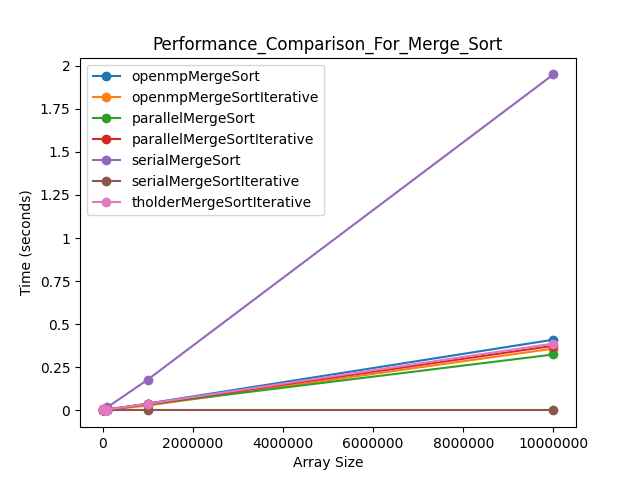 Performance_Comparison_For_Merge_Sort
openmpMergeSort
openmpMergeSortIterative
parallelMergeSort
parallelMergeSortIterative
serialMergeSort
serialMergeSortIterative
tholderMergeSortIterative
2
1.75
1.5
1.25
1
0.75
0.5
0.25
0
Time (seconds)
0 2000000 4000000 6000000 8000000 10000000
Array Size